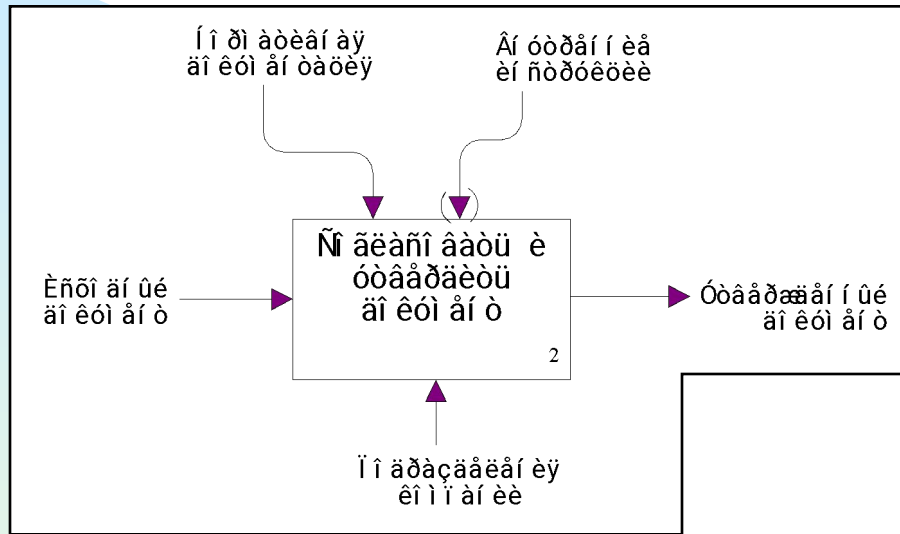 Í î ðì àòèâí àÿ
äî êóì åí òàöèÿ
Âí óòðåí í èå
èí ñòðóêöèè
Ñî ãëàñî âàòü è
óòâåðäèòü
äî êóì åí ò
2
Èñõî äí ûé
äî êóì åí ò
Óòâåðæäåí í ûé
äî êóì åí ò
Ï î äðàçäåëåí èÿ
êî ì ï àí èè